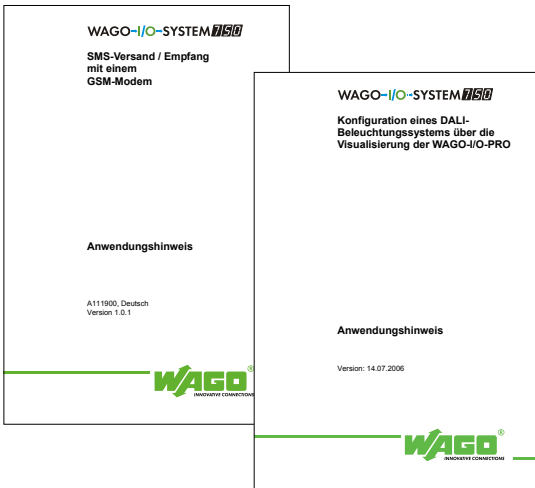 WAGO-I/O-SYSTEM 750
SMS-Versand / Empfang
mit einem
GSM-Modem
Anwendungshinweis
A111900, Deutsch
Version 1.0.1
WAGO®
INNOVATIVE CONNECTIONS
WAGO-I/O-SYSTEM 750
Konfiguration eines DALI-
Beleuchtungssystems über die
Visualisierung der WAGO-I/O-PRO
Anwendungshinweis
Version: 14.07.2006
WAGO®
INNOVATIVE CONNECTIONS